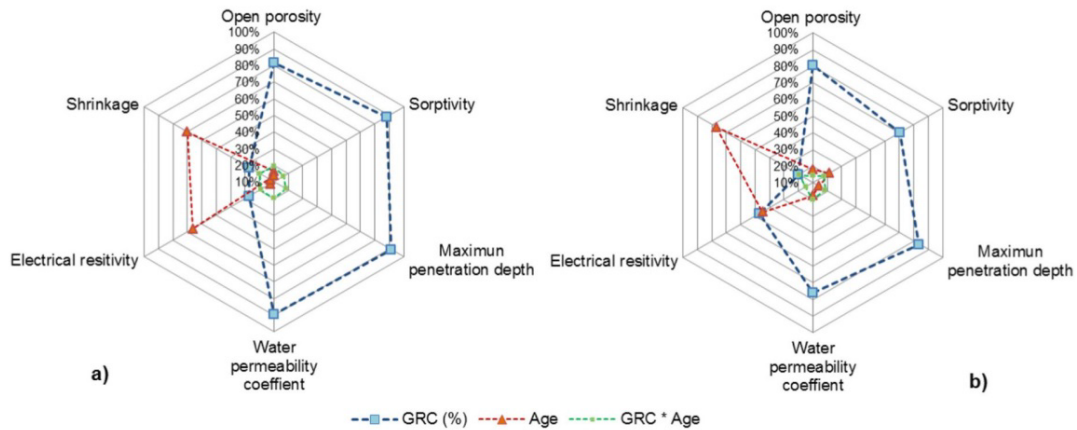 Open porosity
100%
90%
80%
70%
60%
50%
40%
30%
20%
10%
Shrinkage
Sorptivity
Electrical resitivity
Maximun
penetration depth
Water
permeability
coeffient
a)
Open porosity
100%
90%
80%
70%
60%
50%
40%
30%
20%
10%
Shrinkage
Sorptivity
Electrical resitivity
Maximun
penetration depth
Water
permeability
coeffient
b)
GRC (%) Age GRC * Age